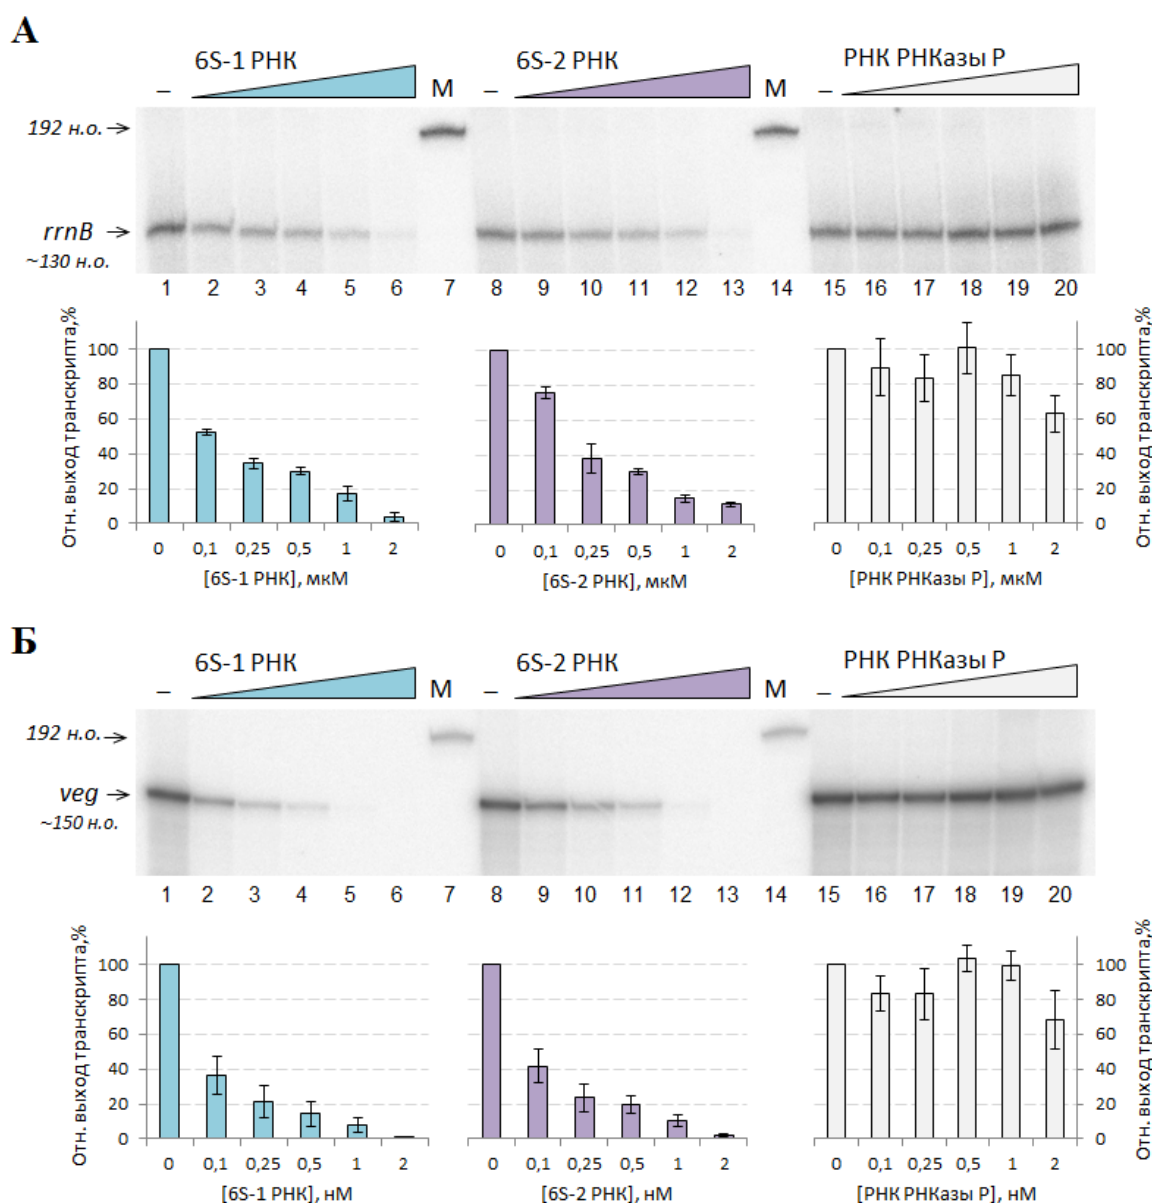 А
6S-1 РНК 6S-2 РНК РНК РНКазы Р
– М – М –
192 н.о.
rrnB
~130 н.о.
1 2 3 4 5 6 7 8 9 10 11 12 13 14 15 16 17 18 19 20
Отн. выход транскрипта,%
100 80 60 40 20 0
0 0,1 0,25 0,5 1 2
[6S-1 РНК], мкМ
0 0,1 0,25 0,5 1 2
[6S-2 РНК], мкМ
0 0,1 0,25 0,5 1 2
[РНК РНКазы Р], мкМ
100 80 60 40 20 0
Отн. выход транскрипта,%
Б
6S-1 РНК 6S-2 РНК РНК РНКазы Р
– М – М –
192 н.о.
veg
~150 н.о.
1 2 3 4 5 6 7 8 9 10 11 12 13 14 15 16 17 18 19 20
Отн. выход транскрипта,%
100 80 60 40 20 0
0 0,1 0,25 0,5 1 2
[6S-1 РНК], нМ
0 0,1 0,25 0,5 1 2
[6S-2 РНК], нМ
0 0,1 0,25 0,5 1 2
[РНК РНКазы Р], нМ
100 80 60 40 20 0
Отн. выход транскрипта,%